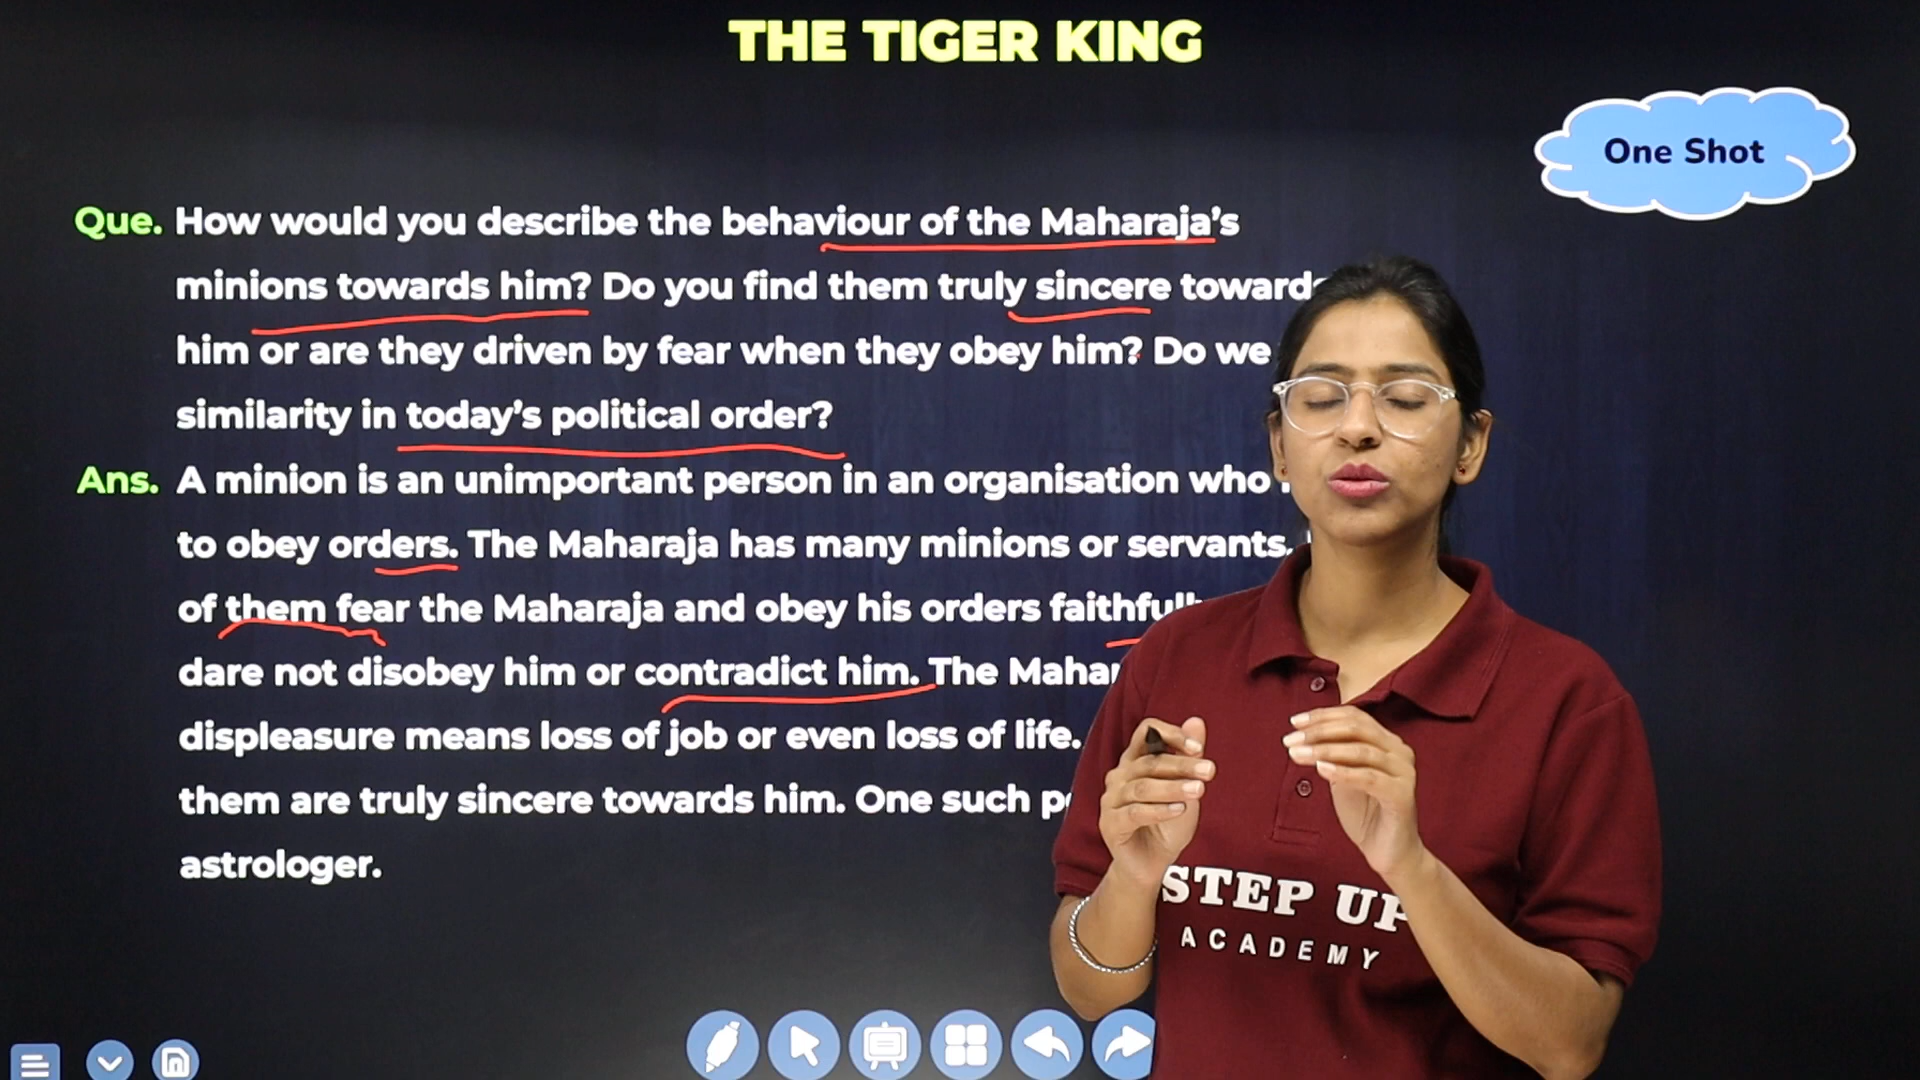 THE TIGER KING
One Shot
Que. How would you describe the behaviour of the Maharaja's
minions towards him? Do you find them truly sincere towards
him or are they driven by fear when they obey him? Do we
similarity in today's political order?
Ans. A minion is an unimportant person in an organisation who
to obey orders. The Maharaja has many minions or servants.
of them fear the Maharaja and obey his orders
dare not disobey him or contradict him. The
displeasure means loss of job or even loss of life.
them are truly sincere towards him. One such
astrologer.
STEP UP
ACADEMY